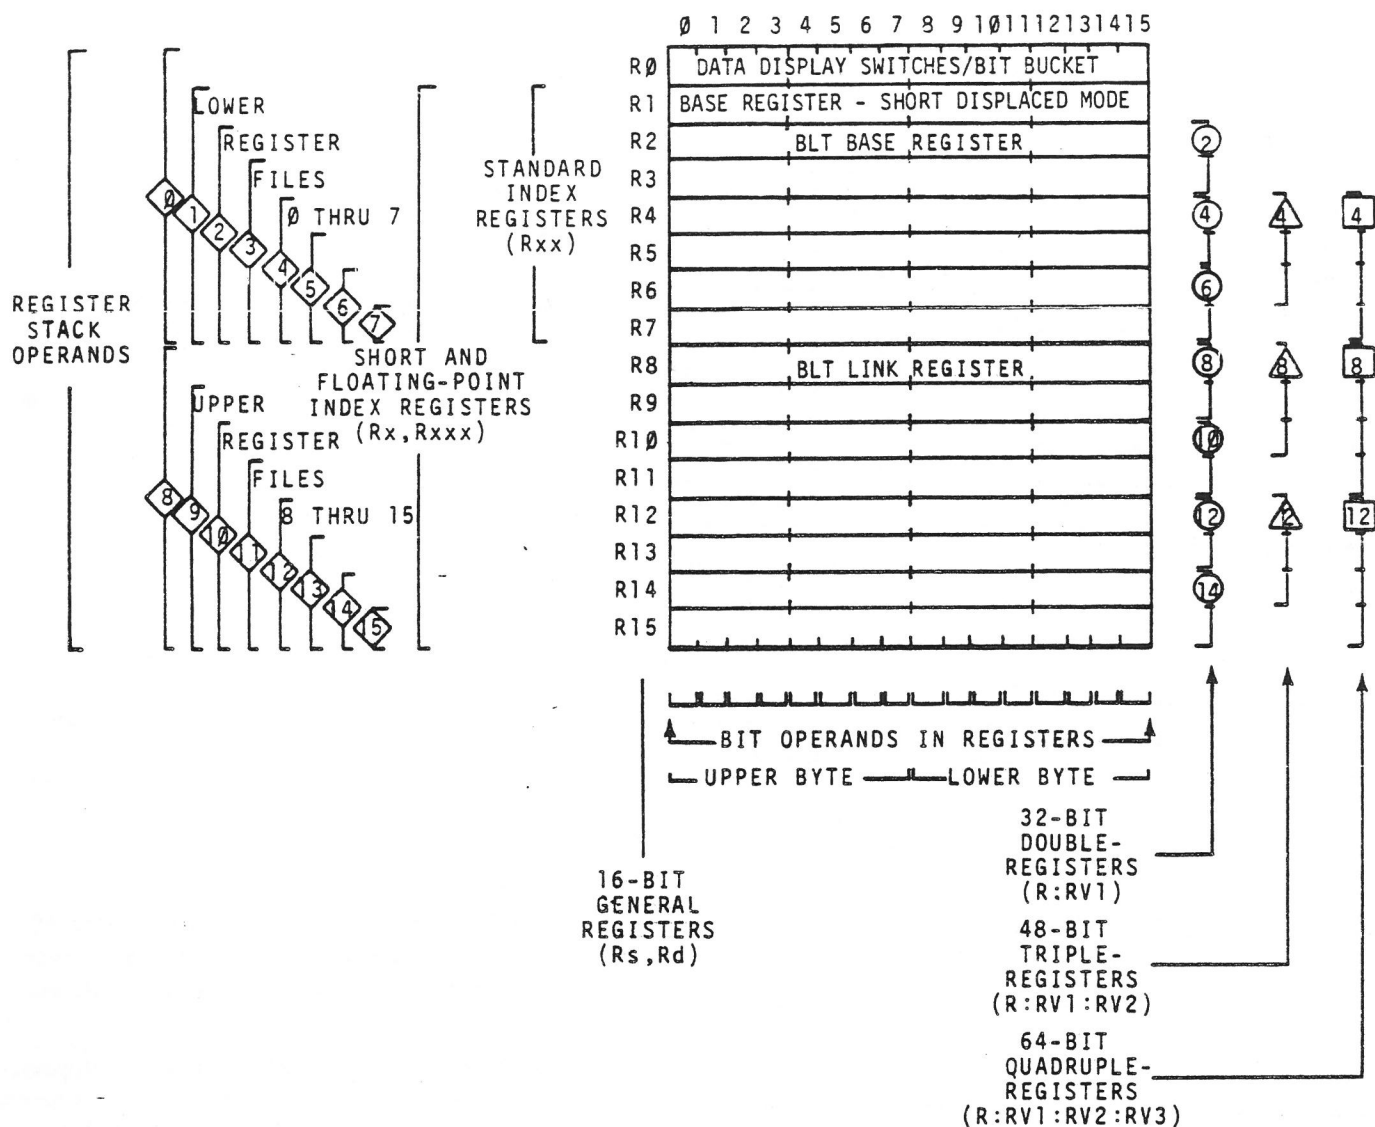 Ø 1 2 3 4 5 6 7 8 9 1Ø 11 12 13 14 15
RØ DATA DISPLAY SWITCHES/BIT BUCKET
R1 BASE REGISTER - SHORT DISPLACED MODE
R2 BLT BASE REGISTER
R3
R4
R5
R6
R7
R8 BLT LINK REGISTER
R9
R1Ø
R11
R12
R13
R14
R15
REGISTER
STACK
OPERANDS
LOWER
REGISTER
FILES
Ø THRU 7
Ø
1
2
3
4
5
6
7
UPPER
REGISTER
FILES
8 THRU 15
8
9
1Ø
11
12
13
14
15
SHORT AND
FLOATING-POINT
INDEX REGISTERS
(Rx,Rxxx)
STANDARD
INDEX
REGISTERS
(Rxx)
2
4
6
8
1Ø
12
14
4
8
12
4
8
12
BIT OPERANDS IN REGISTERS
UPPER BYTE LOWER BYTE
16-BIT
GENERAL
REGISTERS
(Rs,Rd)
32-BIT
DOUBLE-
REGISTERS
(R:RV1)
48-BIT
TRIPLE-
REGISTERS
(R:RV1:RV2)
64-BIT
QUADRUPLE-
REGISTERS
(R:RV1:RV2:RV3)